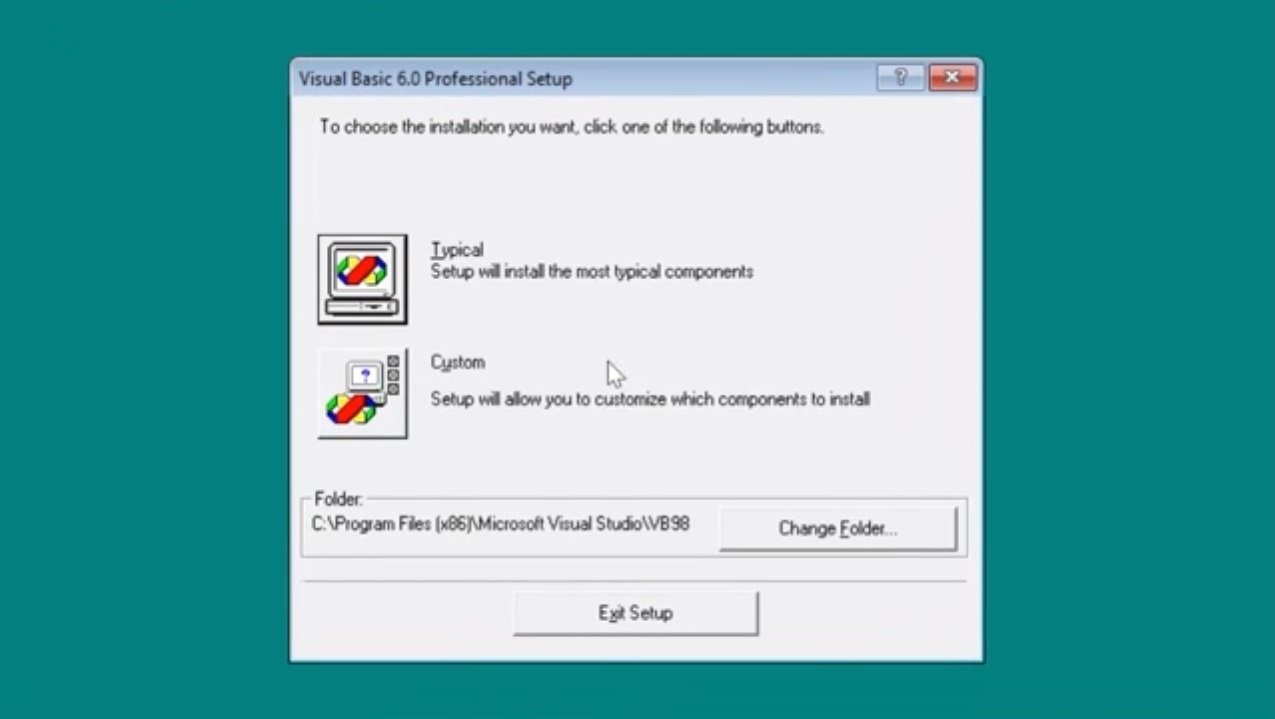 Visual Basic 6.0 Professional Setup
To choose the installation you want, click one of the following buttons.
Typical
Setup will install the most typical components
Custom
Setup will allow you to customize which components to install
Folder:
C:\Program Files (x86)\Microsoft Visual Studio\VB98
Change Folder...
Exit Setup